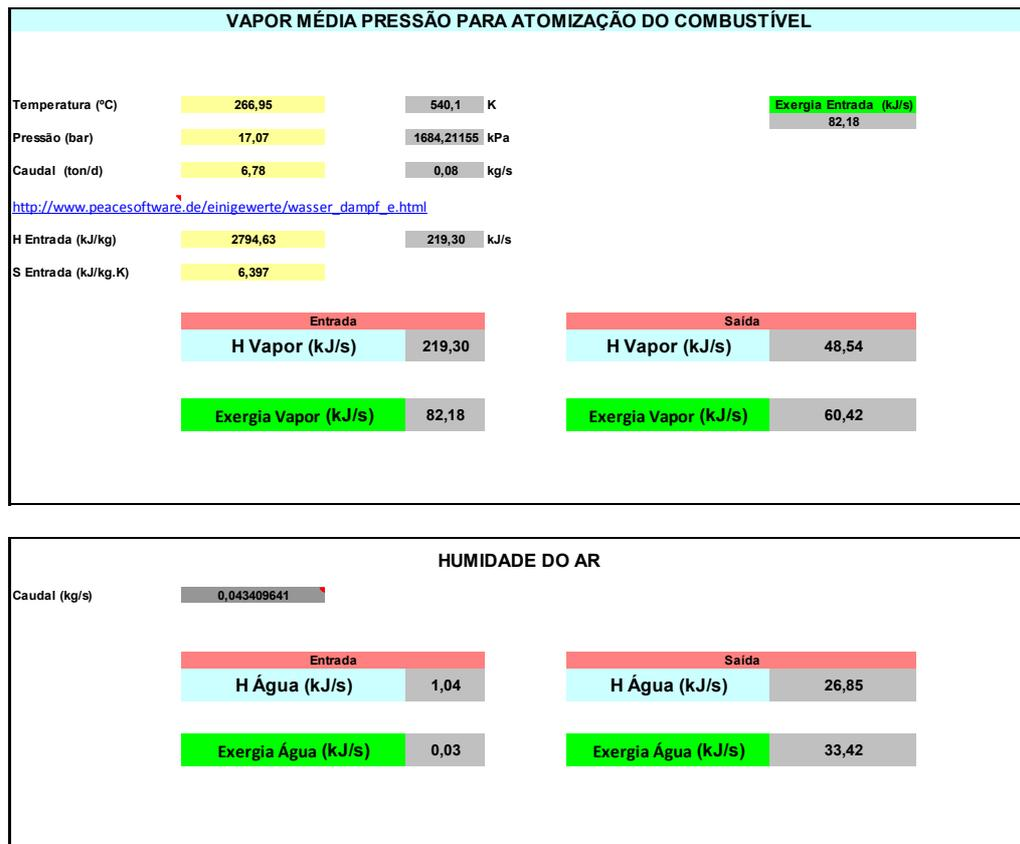 VAPOR MÉDIA PRESSÃO PARA ATOMIZAÇÃO DO COMBUSTÍVEL
Temperatura (ºC) 266,95 540,1 K Exergia Entrada (kJ/s)
82,18
Pressão (bar) 17,07 1684,21155 kPa
Caudal (ton/d) 6,78 0,08 kg/s
http://www.peacesoftware.de/einigewerte/wasser_dampf_e.html
H Entrada (kJ/kg) 2794,63 219,30 kJ/s
S Entrada (kJ/kg.K) 6,397
Entrada Saída
H Vapor (kJ/s) 219,30 H Vapor (kJ/s) 48,54
Exergia Vapor (kJ/s) 82,18 Exergia Vapor (kJ/s) 60,42
HUMIDADE DO AR
Caudal (kg/s) 0,043409641
Entrada Saída
H Água (kJ/s) 1,04 H Água (kJ/s) 26,85
Exergia Água (kJ/s) 0,03 Exergia Água (kJ/s) 33,42